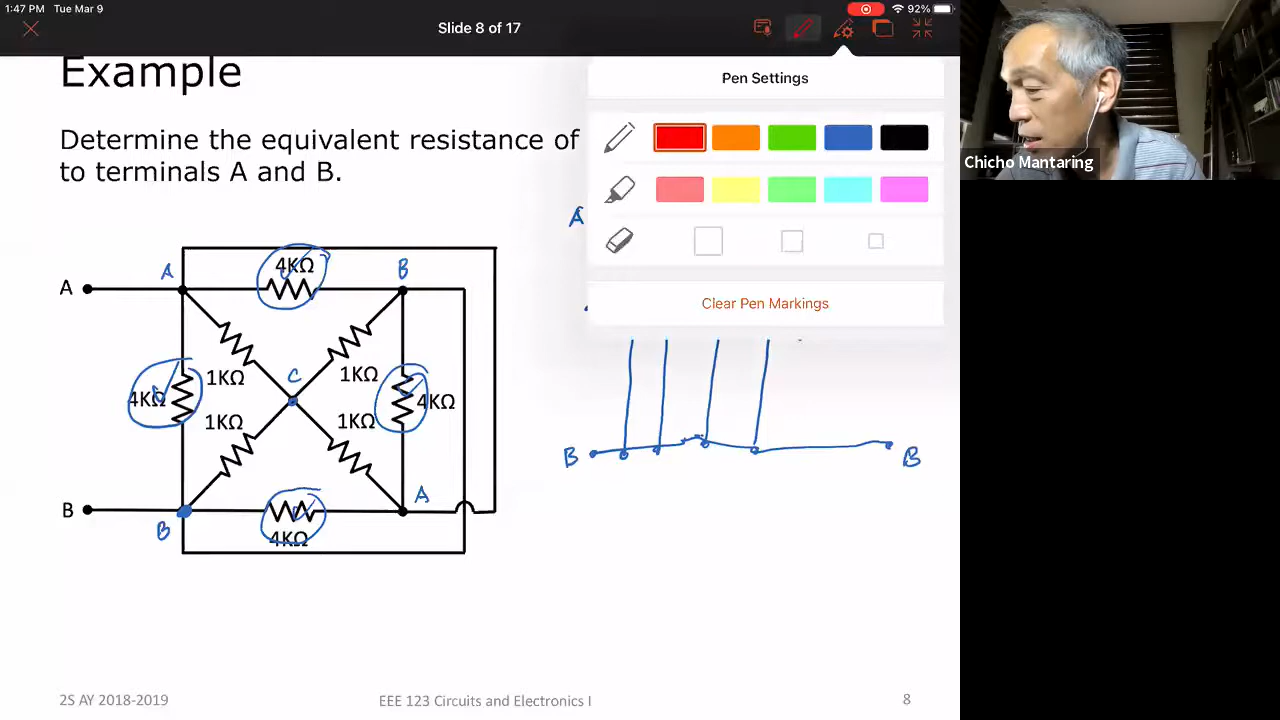 1:47 PM Tue Mar 9
92%
Slide 8 of 17
Example
Pen Settings
Determine the equivalent resistance of
to terminals A and B.
Chicho Mantaring
A
4KΩ
A
B
A
Clear Pen Markings
C
1KΩ
1KΩ
4KΩ
4KΩ
1KΩ
1KΩ
B
B
A
B
B
4KΩ
2S AY 2018-2019
EEE 123 Circuits and Electronics I
8